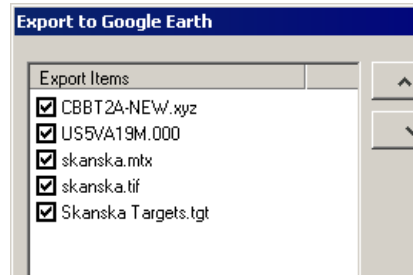 Export to Google Earth
Export Items
CBBT2A-NEW.xyz
US5VA19M.000
skanska.mtx
skanska.tif
Skanska Targets.tgt